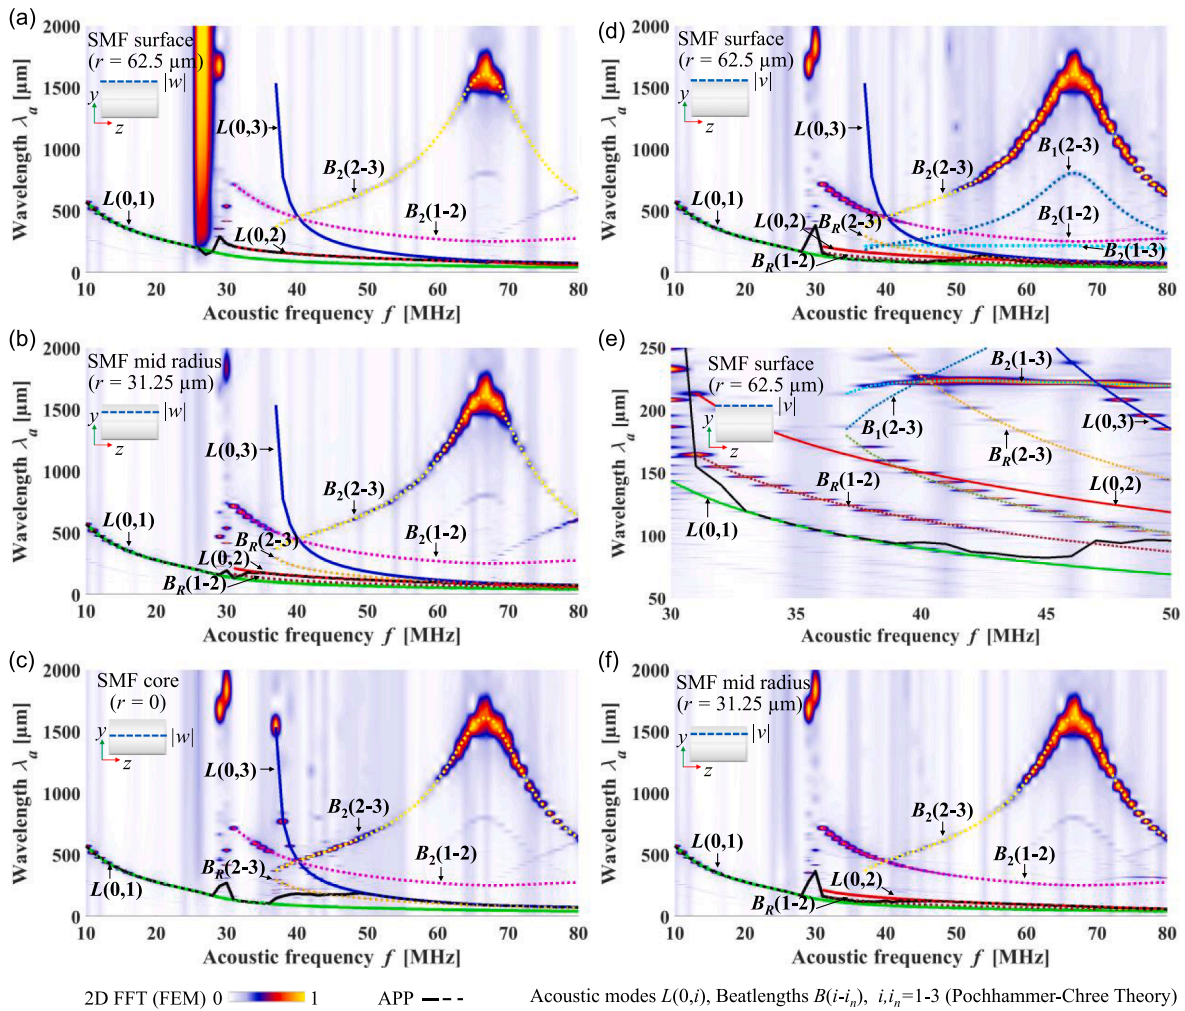 (a)
2000
1500
1000
500
0
Wavelength λa [µm]
SMF surface
(r = 62.5 µm)
|w|
y
z
L(0,3)
B2(2-3)
L(0,1)
L(0,2)
B2(1-2)
10 20 30 40 50 60 70 80
Acoustic frequency f [MHz]
(d)
2000
1500
1000
500
0
Wavelength λa [µm]
SMF surface
(r = 62.5 µm)
|v|
y
z
L(0,3)
B2(2-3)
B1(2-3)
L(0,1)
B2(1-2)
L(0,2)
BR(2-3)
BR(1-2)
B2(1-3)
10 20 30 40 50 60 70 80
Acoustic frequency f [MHz]
(b)
2000
1500
1000
500
0
Wavelength λa [µm]
SMF mid radius
(r = 31.25 µm)
|w|
y
z
L(0,3)
B2(2-3)
L(0,1)
BR(2-3)
B2(1-2)
L(0,2)
BR(1-2)
10 20 30 40 50 60 70 80
Acoustic frequency f [MHz]
(e)
250
200
150
100
50
Wavelength λa [µm]
SMF surface
(r = 62.5 µm)
|v|
y
z
B2(1-3)
B1(2-3)
L(0,3)
BR(2-3)
BR(1-2)
L(0,2)
L(0,1)
30 35 40 45 50
Acoustic frequency f [MHz]
(c)
2000
1500
1000
500
0
Wavelength λa [µm]
SMF core
(r = 0)
|w|
y
z
L(0,3)
B2(2-3)
BR(2-3)
B2(1-2)
L(0,1)
10 20 30 40 50 60 70 80
Acoustic frequency f [MHz]
(f)
2000
1500
1000
500
0
Wavelength λa [µm]
SMF mid radius
(r = 31.25 µm)
|v|
y
z
B2(2-3)
L(0,1)
B2(1-2)
L(0,2)
BR(1-2)
10 20 30 40 50 60 70 80
Acoustic frequency f [MHz]
2D FFT (FEM) 0 1 APP Acoustic modes L(0,i), Beatlengths B(i-in), i,in=1-3 (Pochhammer-Chree Theory)